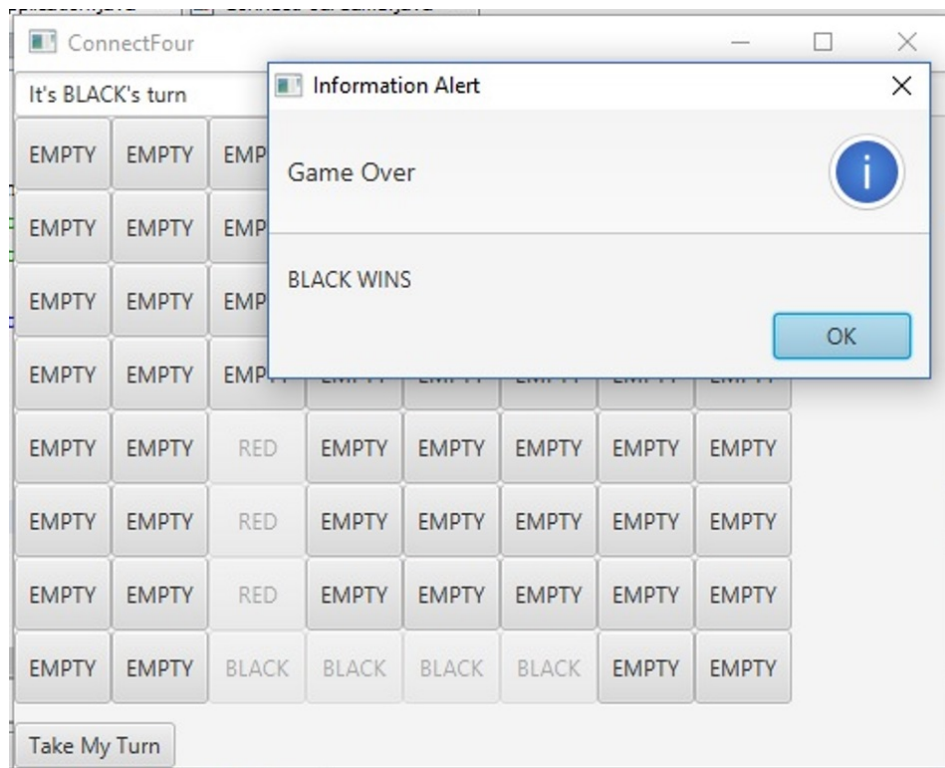 ConnectFour
It's BLACK's turn
Information Alert
Game Over
BLACK WINS
OK
EMPTY EMPTY EMP
EMPTY EMPTY EMP
EMPTY EMPTY EMP
EMPTY EMPTY EMP
EMPTY EMPTY RED EMPTY EMPTY EMPTY EMPTY EMPTY
EMPTY EMPTY RED EMPTY EMPTY EMPTY EMPTY EMPTY
EMPTY EMPTY RED EMPTY EMPTY EMPTY EMPTY EMPTY
EMPTY EMPTY BLACK BLACK BLACK BLACK EMPTY EMPTY
Take My Turn